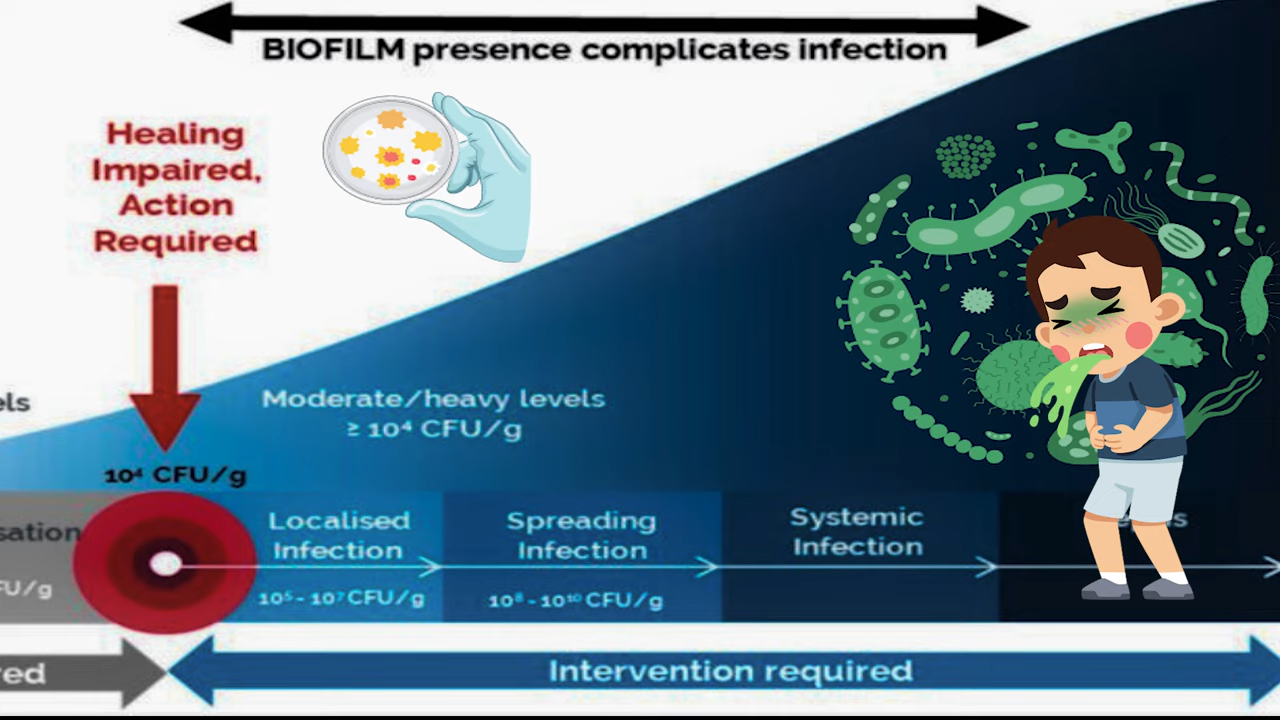 BIOFILM presence complicates infection
Healing
Impaired,
Action
Required
els
Moderate/heavy levels
≥ 10⁴ CFU/g
10⁴ CFU/g
sation
FU/g
Localised
Infection
10⁵ - 10⁷ CFU/g
Spreading
Infection
10⁸ - 10¹⁰ CFU/g
Systemic
Infection
red
Intervention required